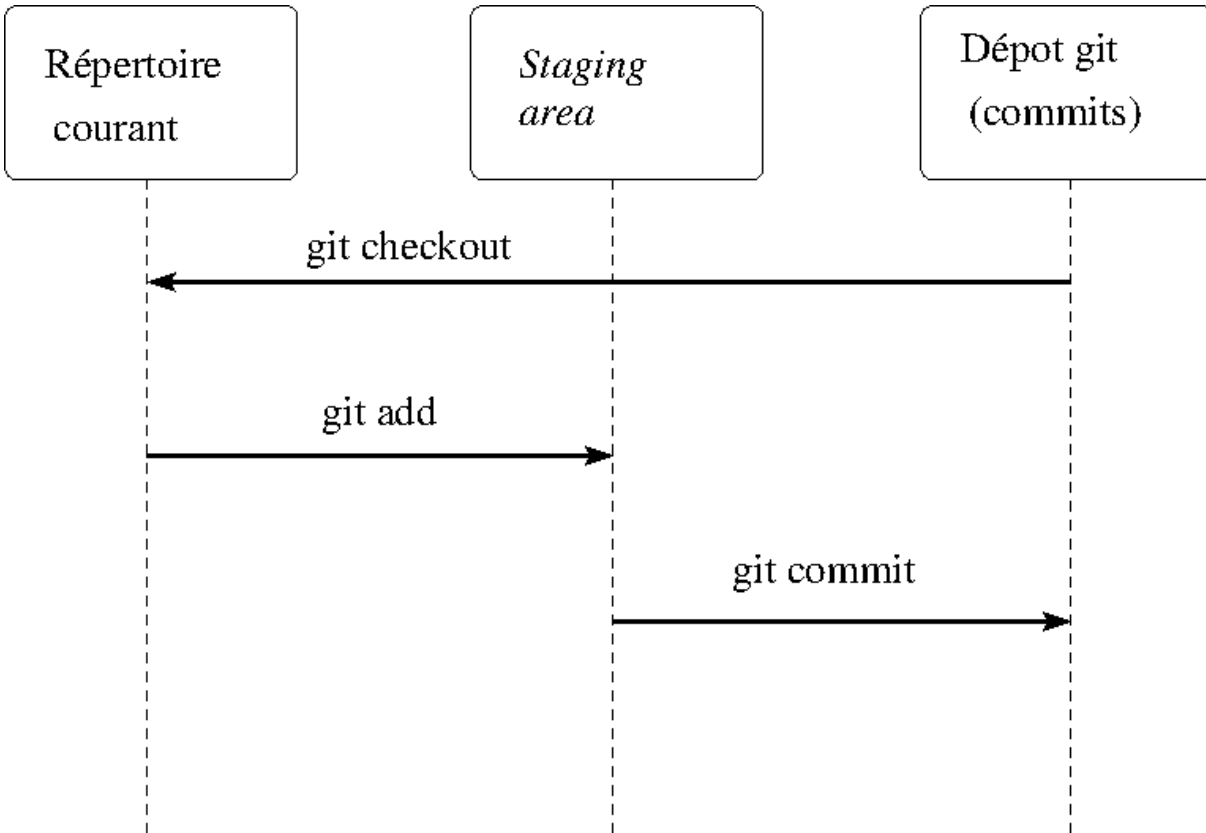 Répertoire
courant
Staging
area
Dépot git
(commits)
git checkout
git add
git commit